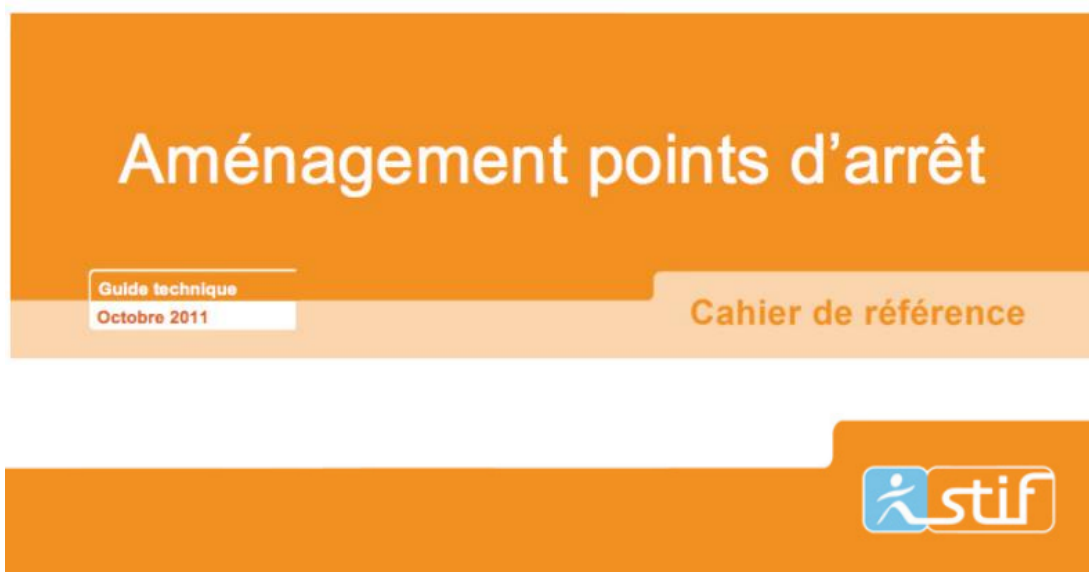 Aménagement points d’arrêt
Guide technique
Octobre 2011
Cahier de référence
stif